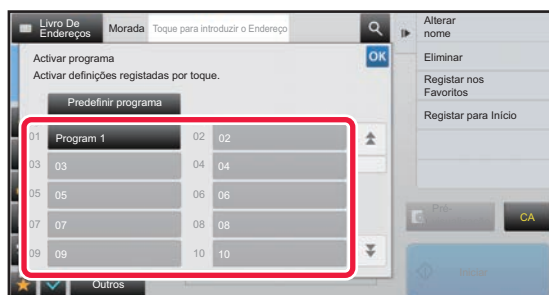 Livro De
Endereços
Morada
Toque para introduzir o Endereço
Alterar
nome
Activar programa
OK
Eliminar
Activar definições registadas por toque.
Registar nos
Favoritos
Predefinir programa
Registar para Início
01 Program 1
02 02
03 03
04 04
05 05
06 06
07 07
08 08
CA
09 09
10 10
Outros